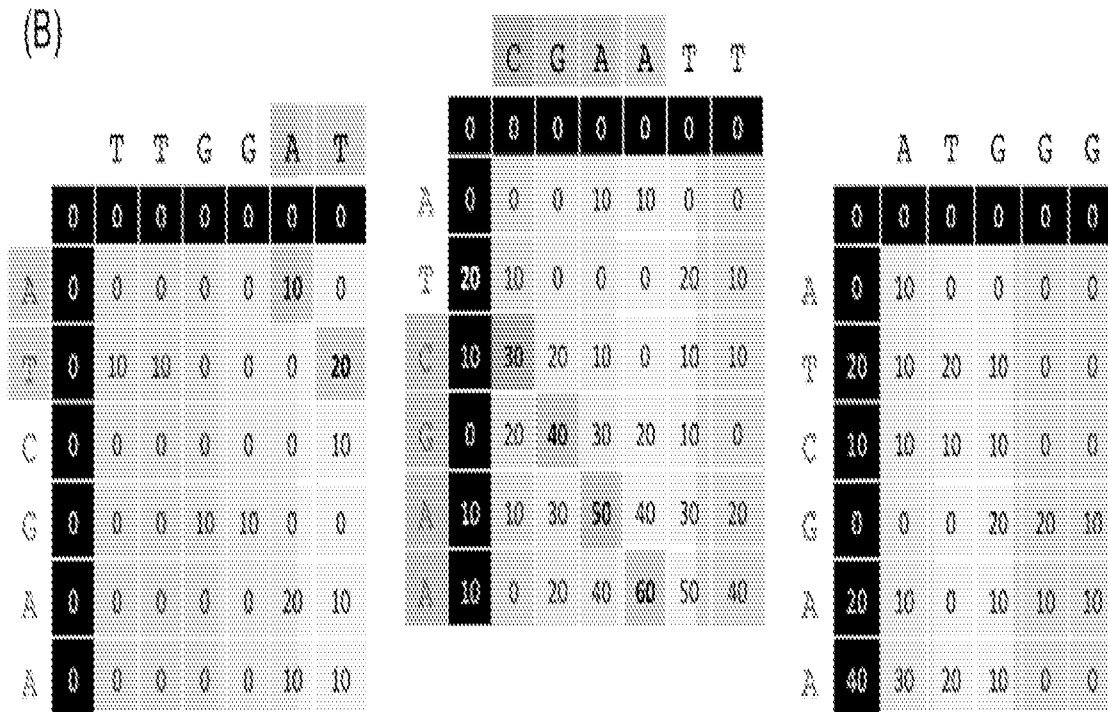 (B)
T T G G A T
0 0 0 0 0 0 0
A 0 0 0 0 0 10 0
T 0 10 10 0 0 0 20
C 0 0 0 0 0 0 10
G 0 0 0 10 10 0 0
A 0 0 0 0 0 20 10
A 0 0 0 0 0 10 10
C G A A T T
0 0 0 0 0 0 0
A 0 0 0 10 10 0 0
T 20 10 0 0 0 20 10
C 10 30 20 10 0 10 10
G 0 20 40 30 20 10 0
A 10 10 30 50 40 30 20
A 10 0 20 40 60 50 40
A T G G G
0 0 0 0 0 0
A 0 10 0 0 0 0
T 20 10 20 10 0 0
C 10 10 10 10 0 0
G 0 0 0 20 20 10
A 20 10 0 10 10 10
A 40 30 20 10 0 0